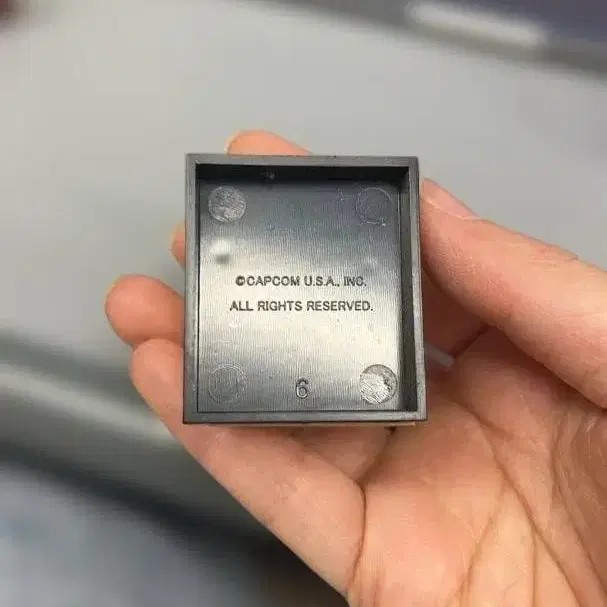 ©CAPCOM U.S.A., INC.
ALL RIGHTS RESERVED.
6